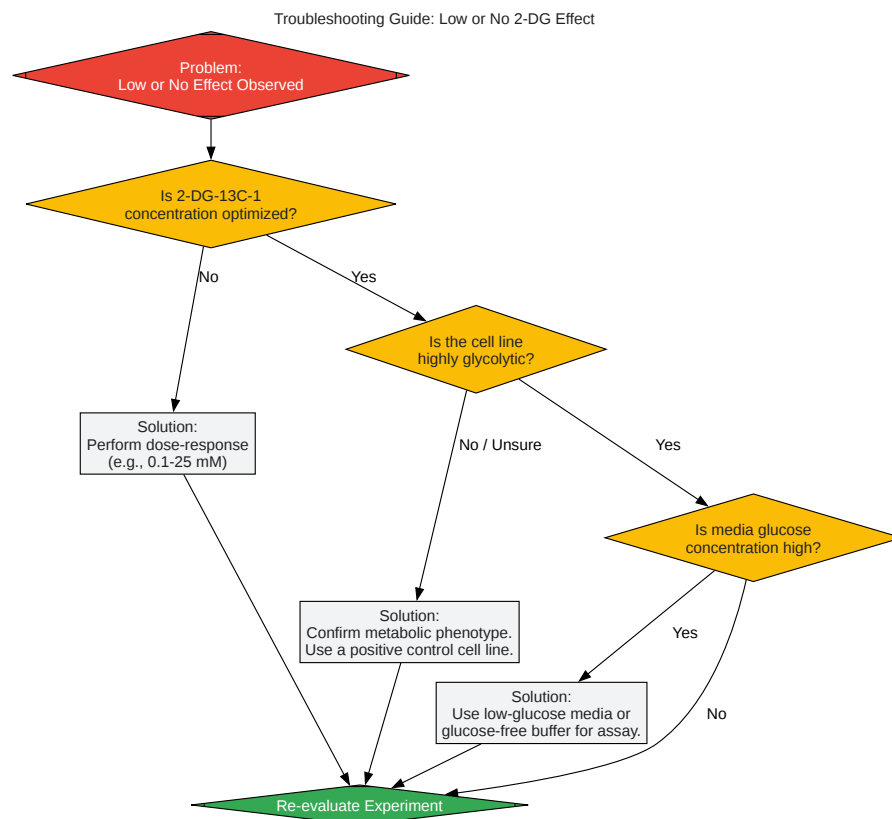 Troubleshooting Guide: Low or No 2-DG Effect
Problem:
Low or No Effect Observed
Is 2-DG-13C-1
concentration optimized?
No
Yes
Is the cell line
highly glycolytic?
Solution:
Perform dose-response
(e.g., 0.1-25 mM)
No / Unsure
Yes
Is media glucose
concentration high?
Solution:
Confirm metabolic phenotype.
Use a positive control cell line.
Yes
Solution:
Use low-glucose media or
glucose-free buffer for assay.
No
Re-evaluate Experiment